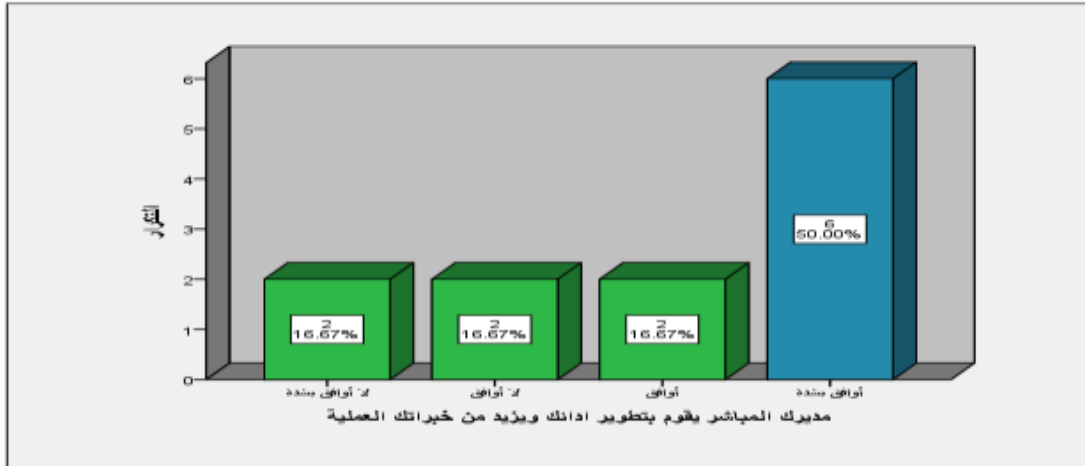 6
5
4
3
2
1
0
التكرار
2
16.67%
2
16.67%
2
16.67%
6
50.00%
لا أوافق بشدة
لا أوافق
أوافق
أوافق بشدة
مديرك المباشر يقوم بتطوير ادائك ويزيد من خبراتك العملية